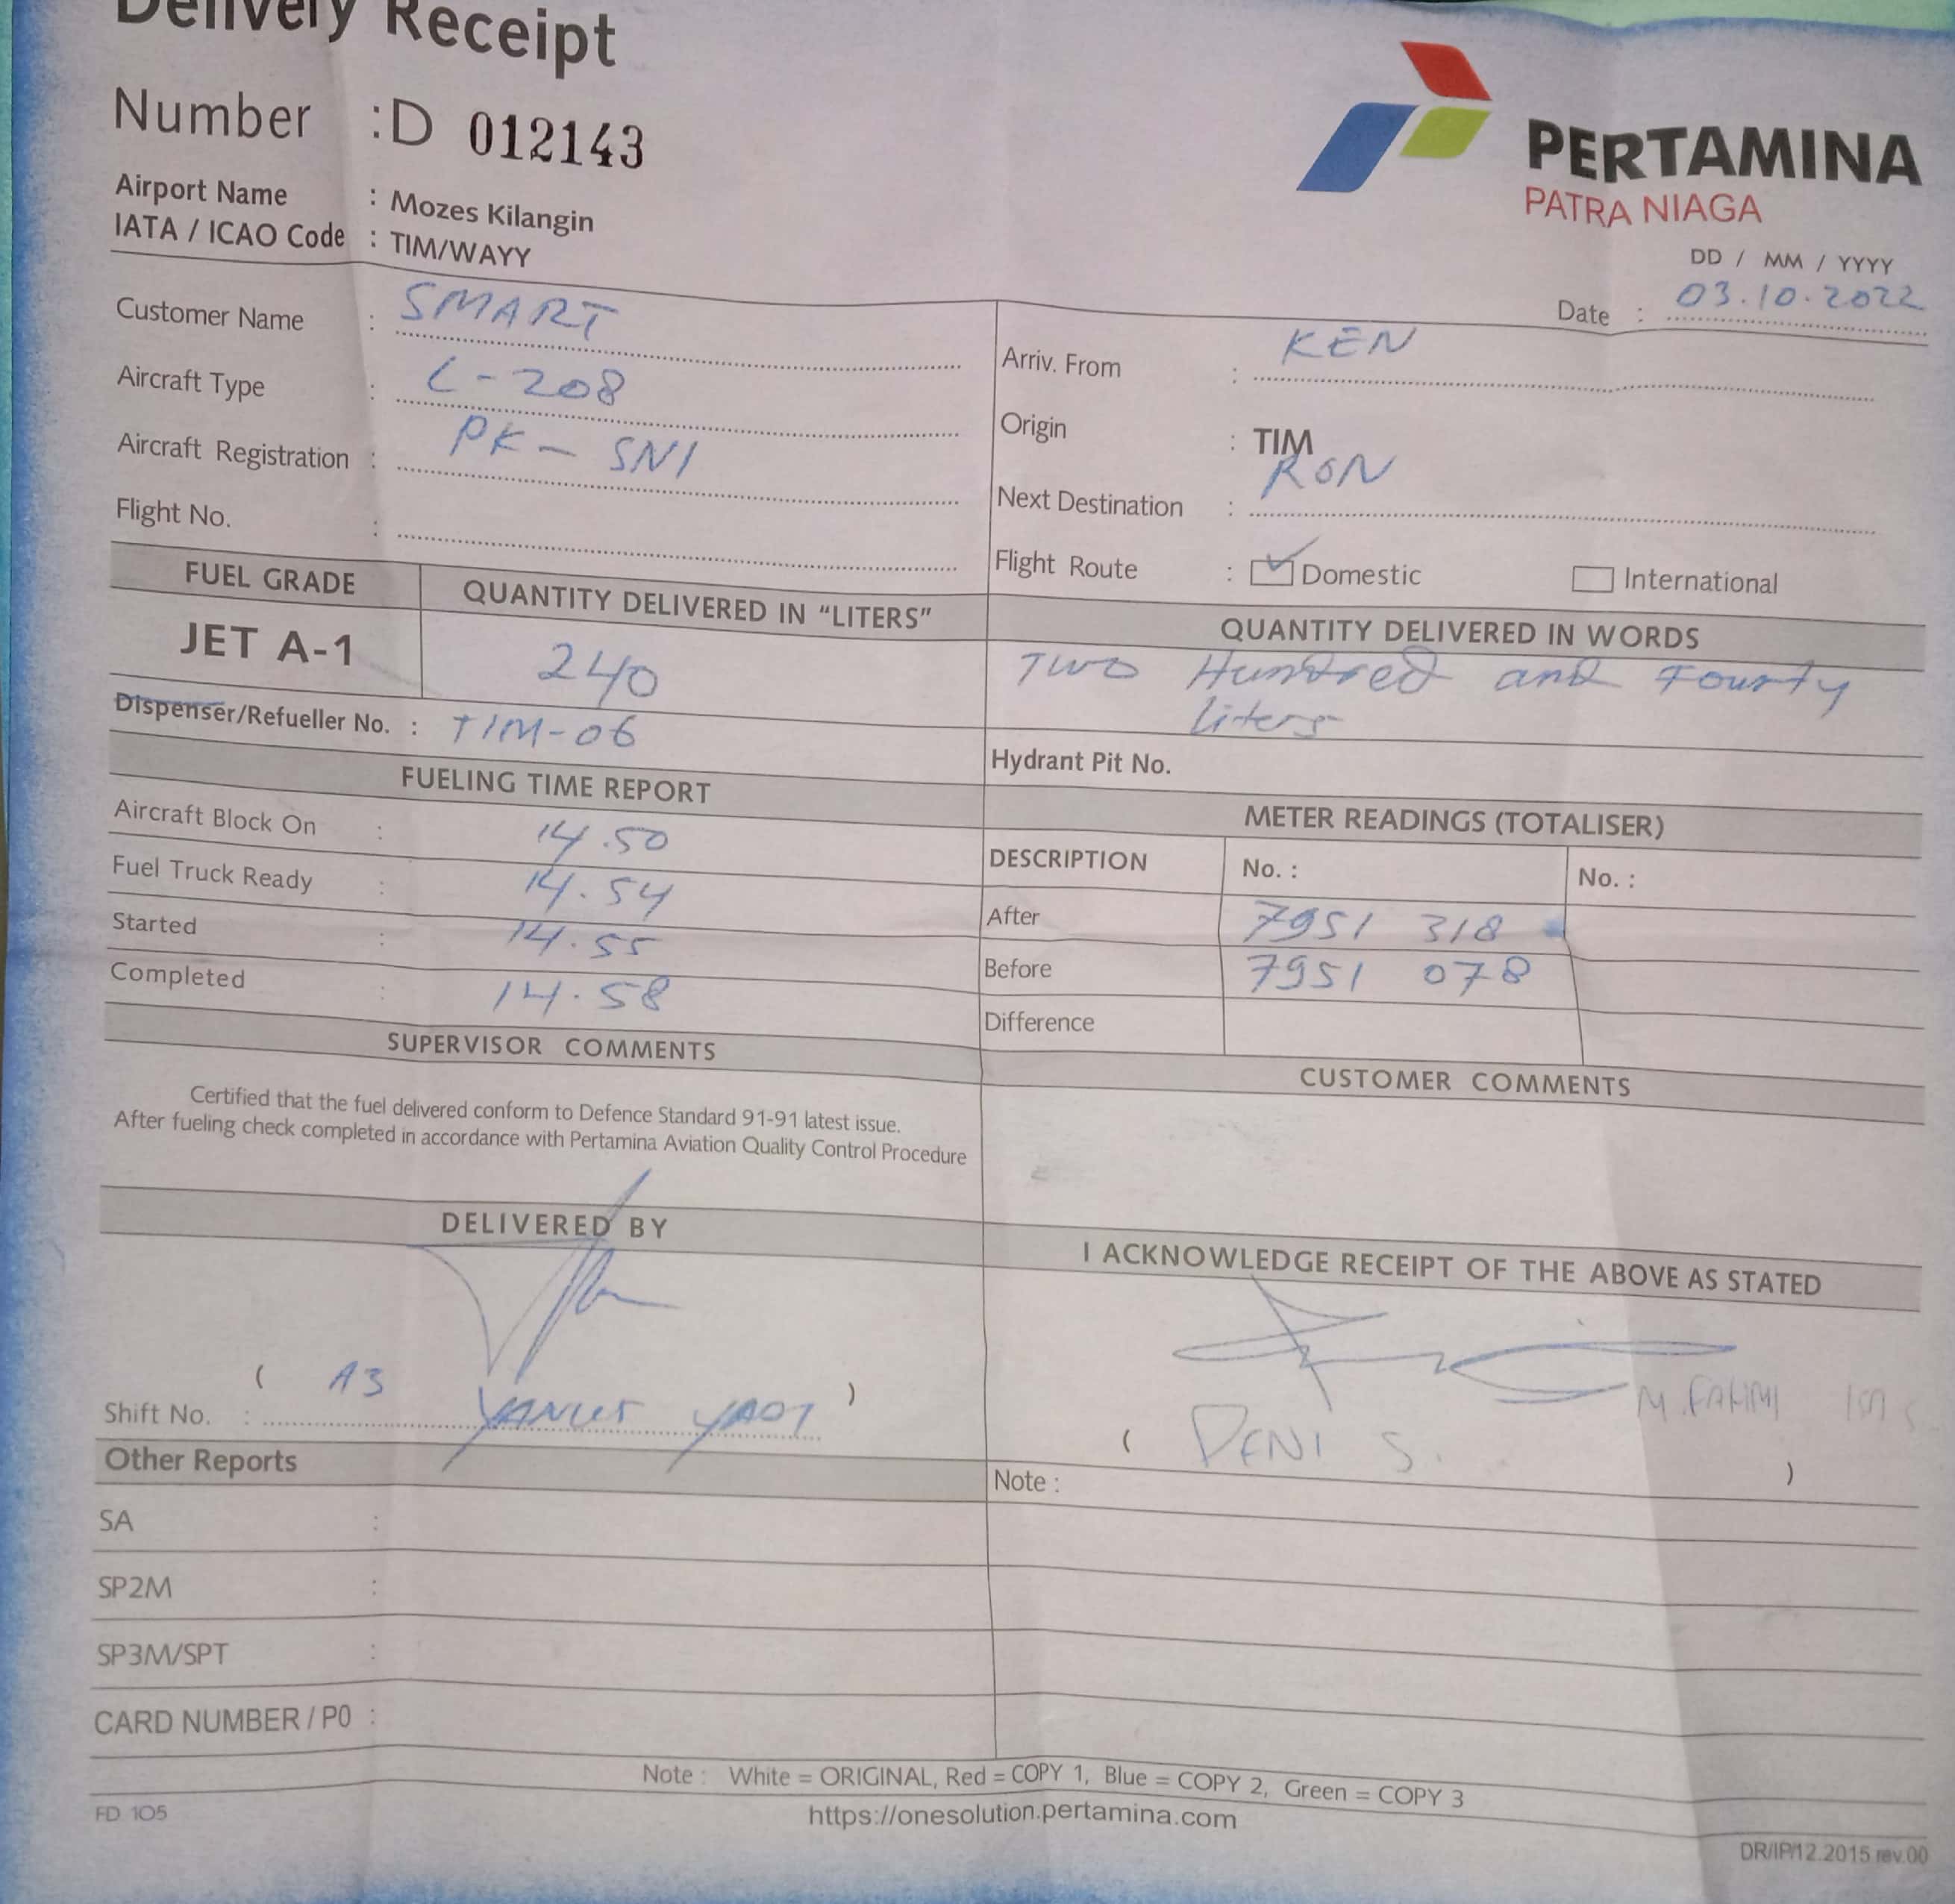 Delivery Receipt
Number : D 012143
PERTAMINA
PATRA NIAGA
Airport Name : Mozes Kilangin
IATA / ICAO Code : TIM/WAYY
DD / MM / YYYY
Date : 03.10.2022
Customer Name : SMART
Aircraft Type : C-208
Aircraft Registration : PK - SNI
Flight No. :
Arriv. From : KEN
Origin : TIM
Next Destination : RON
Flight Route : Domestic International
FUEL GRADE QUANTITY DELIVERED IN "LITERS" QUANTITY DELIVERED IN WORDS
JET A-1 240 TWO Hundred and Fourty
liters
Dispenser/Refueller No. : TIM-06
Hydrant Pit No.
FUELING TIME REPORT
Aircraft Block On : 14.50
Fuel Truck Ready : 14.54
Started : 14.55
Completed : 14.58
METER READINGS (TOTALISER)
DESCRIPTION No. : No. :
After 7951 318
Before 7951 078
Difference
SUPERVISOR COMMENTS
Certified that the fuel delivered conform to Defence Standard 91-91 latest issue.
After fueling check completed in accordance with Pertamina Aviation Quality Control Procedure
CUSTOMER COMMENTS
DELIVERED BY
( A3 )
Shift No. :
I ACKNOWLEDGE RECEIPT OF THE ABOVE AS STATED
( DENI S. )
Other Reports
Note :
SA :
SP2M :
SP3M/SPT :
CARD NUMBER / P0 :
Note : White = ORIGINAL, Red = COPY 1, Blue = COPY 2, Green = COPY 3
https://onesolution.pertamina.com
FD 105
DR/IP/12.2015 rev.00